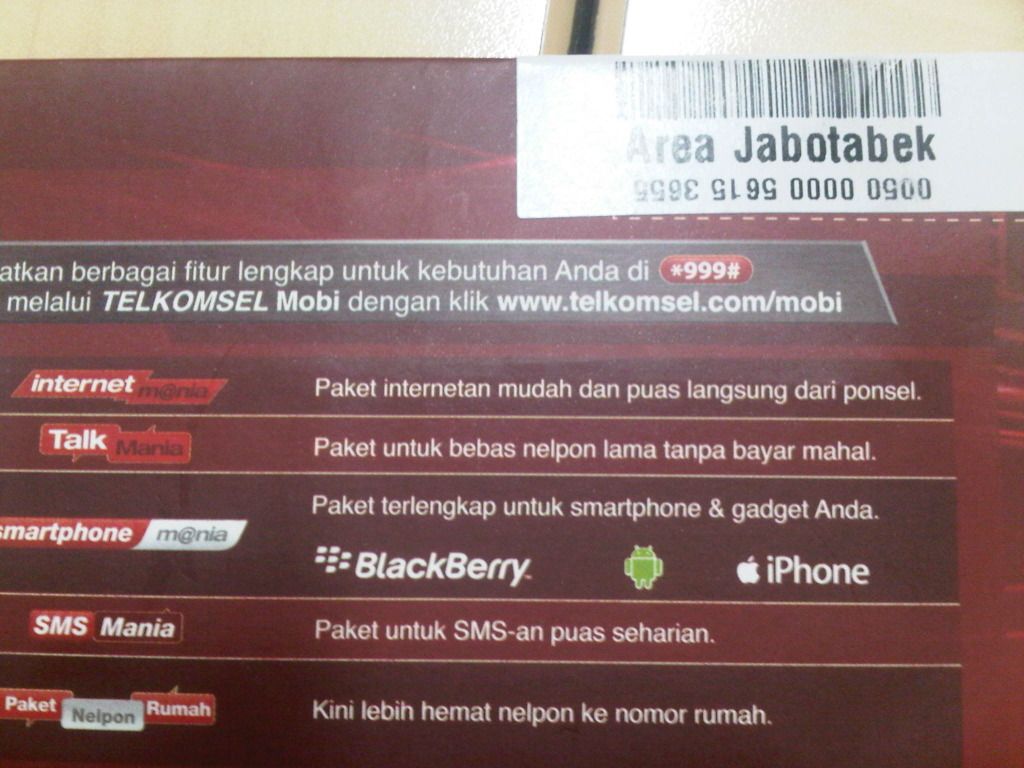 Area Jabotabek
0050 0000 5615 3655
atkan berbagai fitur lengkap untuk kebutuhan Anda di *999#
melalui TELKOMSEL Mobi dengan klik www.telkomsel.com/mobi
internet m@nia Paket internetan mudah dan puas langsung dari ponsel.
Talk Mania Paket untuk bebas nelpon lama tanpa bayar mahal.
Paket terlengkap untuk smartphone & gadget Anda.
smartphone m@nia
BlackBerry iPhone
SMS Mania Paket untuk SMS-an puas seharian.
Paket Nelpon Rumah Kini lebih hemat nelpon ke nomor rumah.